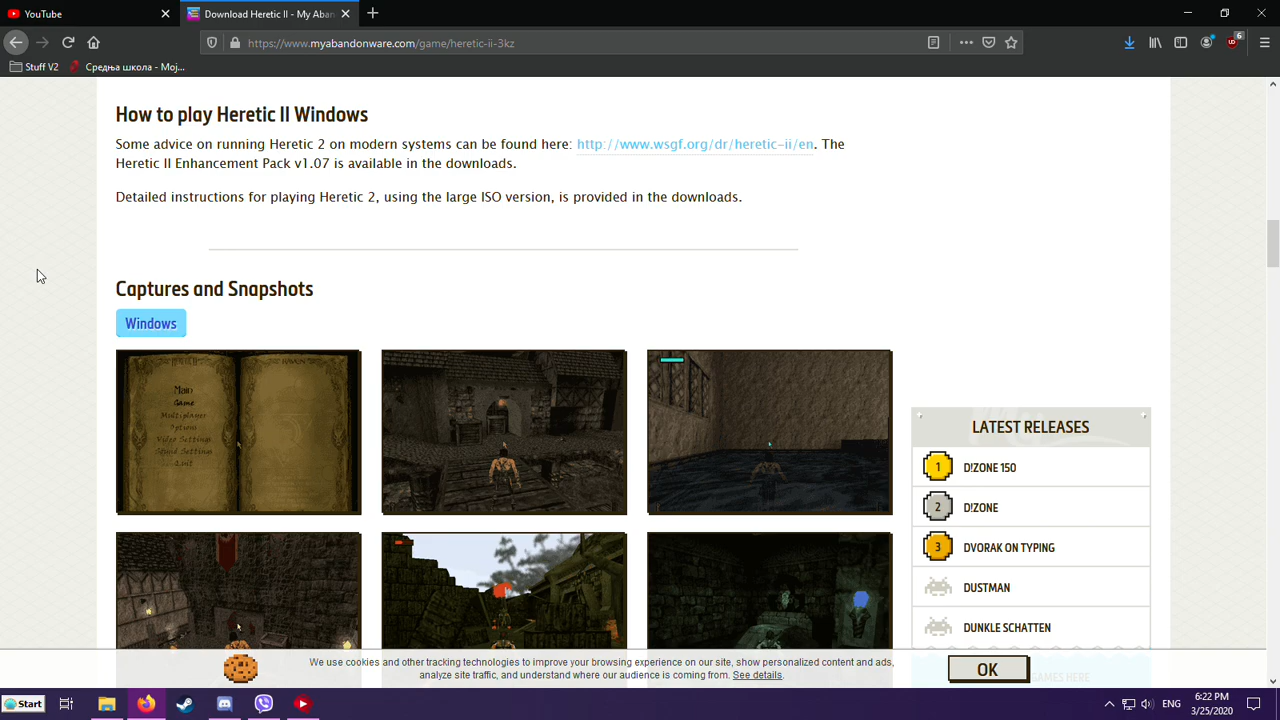 YouTube
Download Heretic II - My Aban
https://www.myabandonware.com/game/heretic-ii-3kz
6
Stuff V2
Средња школа - Мој...
How to play Heretic II Windows
Some advice on running Heretic 2 on modern systems can be found here: http://www.wsgf.org/dr/heretic-ii/en. The
Heretic II Enhancement Pack v1.07 is available in the downloads.
Detailed instructions for playing Heretic 2, using the large ISO version, is provided in the downloads.
Captures and Snapshots
Windows
Main
Game
Multiplayer
Options
Video Settings
Sound Settings
Quit
LATEST RELEASES
1 D!ZONE 150
2 D!ZONE
3 DVORAK ON TYPING
DUSTMAN
DUNKLE SCHATTEN
GAMES HERE
We use cookies and other tracking technologies to improve your browsing experience on our site, show personalized content and ads,
analyze site traffic, and understand where our audience is coming from. See details.
OK
Start
ENG
6:22 PM
3/25/2020